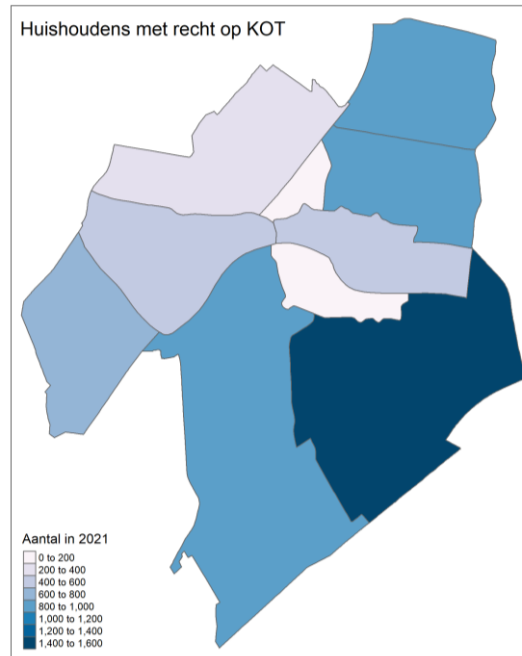 Huishoudens met recht op KOT
Aantal in 2021
0 to 200
200 to 400
400 to 600
600 to 800
800 to 1,000
1,000 to 1,200
1,200 to 1,400
1,400 to 1,600